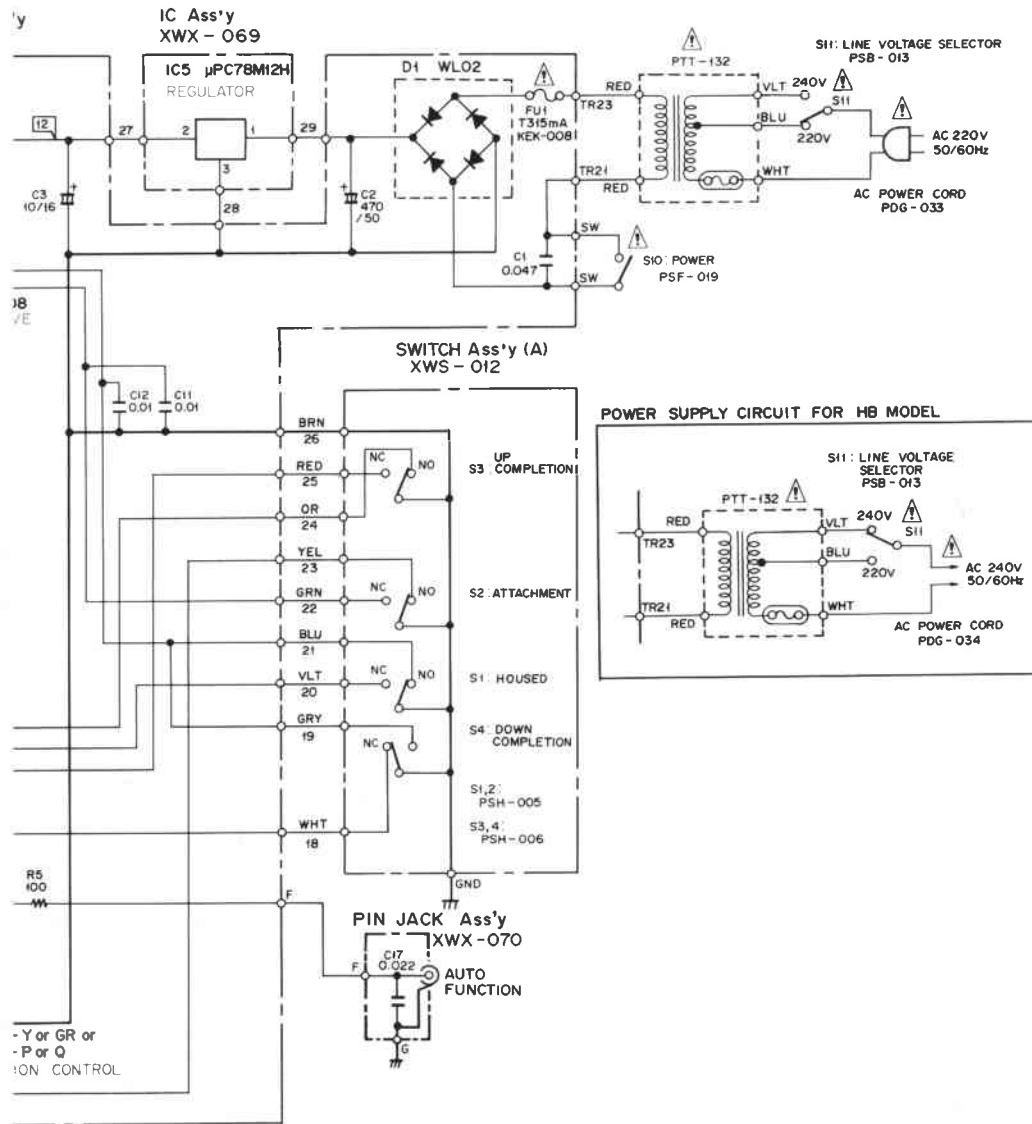 'y
IC Ass'y
XWX-069
IC5 µPC78M12H
REGULATOR
12
27
2
1
29
3
28
C3
10/16
+
C2
470
/50
+
D1 WL02
FU1
T315mA
KEK-008
TR23
RED
TR21
RED
PTT-132
VLT
240V
S11
BLU
220V
WHT
S11: LINE VOLTAGE SELECTOR
PSB-013
AC 220V
50/60Hz
AC POWER CORD
PDG-033
SW
C1
0.047
SW
S10: POWER
PSF-019
08
VE
C12
0.01
C11
0.01
SWITCH Ass'y (A)
XWS-012
BRN
26
RED
25
OR
24
YEL
23
GRN
22
BLU
21
VLT
20
GRY
19
WHT
18
NC
NO
UP
S3: COMPLETION
NC
NO
S2: ATTACHMENT
NC
NO
S1: HOUSED
NC
S4: DOWN
COMPLETION
S1,2:
PSH-005
S3,4:
PSH-006
GND
POWER SUPPLY CIRCUIT FOR HB MODEL
S11: LINE VOLTAGE
SELECTOR
PSB-013
PTT-132
RED
TR23
TR21
RED
VLT
240V
S11
BLU
220V
WHT
AC 240V
50/60Hz
AC POWER CORD
PDG-034
R5
100
F
PIN JACK Ass'y
XWX-070
F
C17
0.022
AUTO
FUNCTION
G
-Y or GR or
-P or Q
ION CONTROL